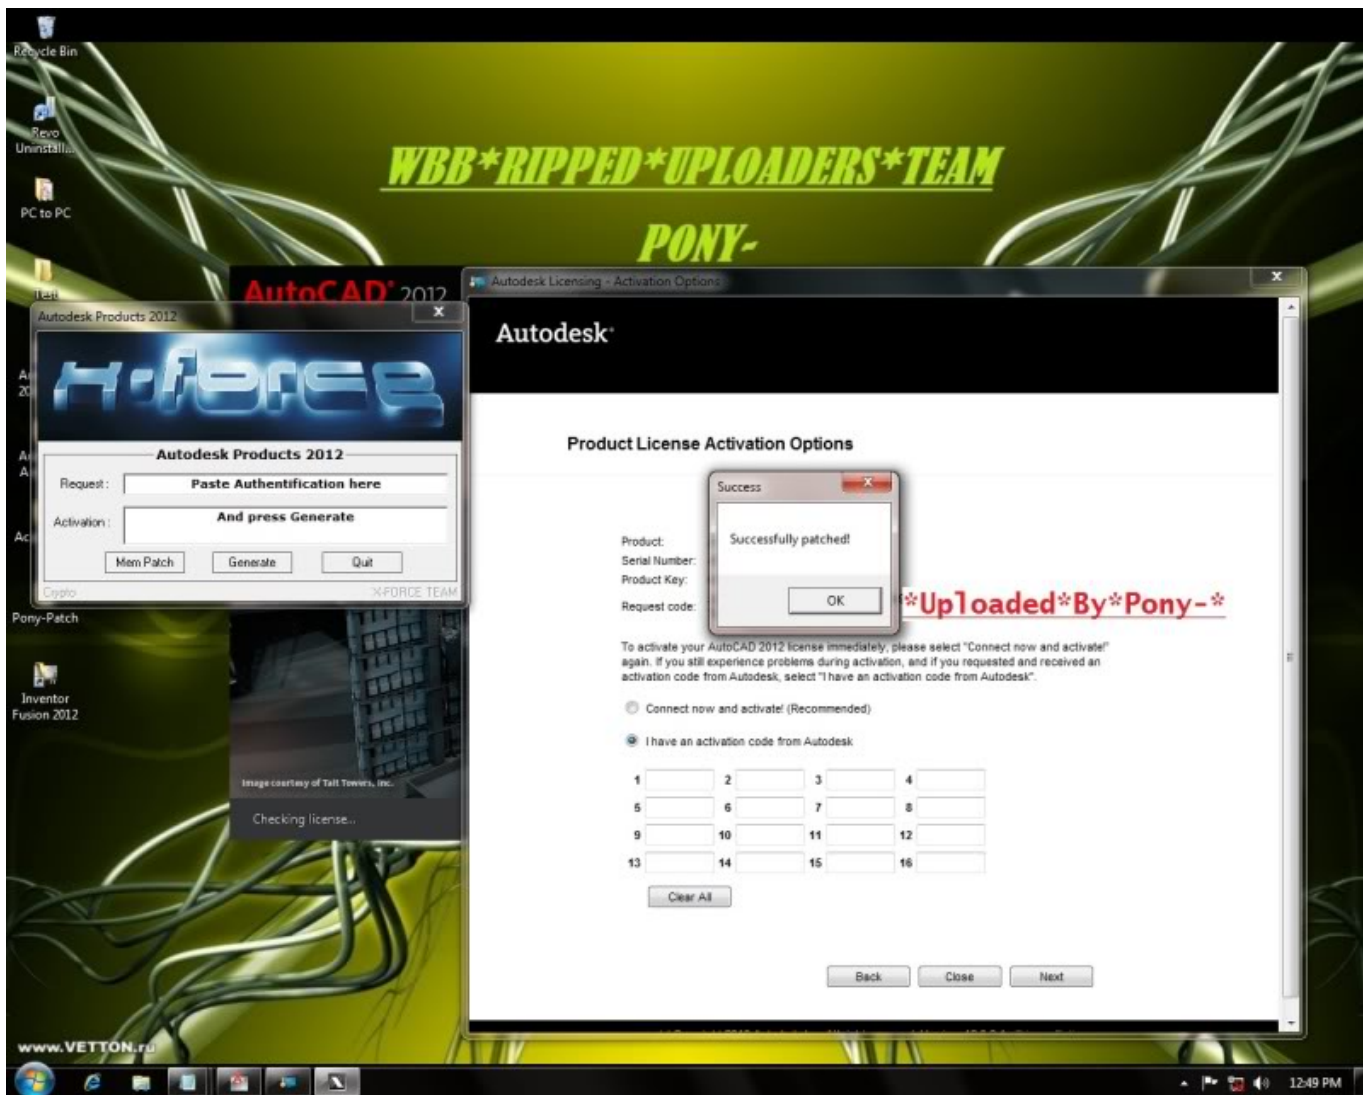 Recycle Bin
Revo
Uninstall...
PC to PC
WBB*RIPPED*UPLOADERS*TEAM
PONY-
AutoCAD 2012
Autodesk Licensing - Activation Options
Autodesk Products 2012
x-force
Autodesk Products 2012
Request:
Paste Authentification here
Activation:
And press Generate
Mem Patch
Generate
Quit
Crypto
X-FORCE TEAM
Pony-Patch
Inventor
Fusion 2012
Image courtesy of Tait Towers, Inc.
Checking license...
Autodesk
Product License Activation Options
Success
Successfully patched!
OK
Product:
Serial Number:
Product Key:
Request code:
*Uploaded*By*Pony-*
To activate your AutoCAD 2012 license immediately, please select "Connect now and activate!"
again. If you still experience problems during activation, and if you requested and received an
activation code from Autodesk, select "I have an activation code from Autodesk".
Connect now and activate! (Recommended)
I have an activation code from Autodesk
1 2 3 4
5 6 7 8
9 10 11 12
13 14 15 16
Clear All
Back Close Next
www.VETTON.ru
12:49 PM